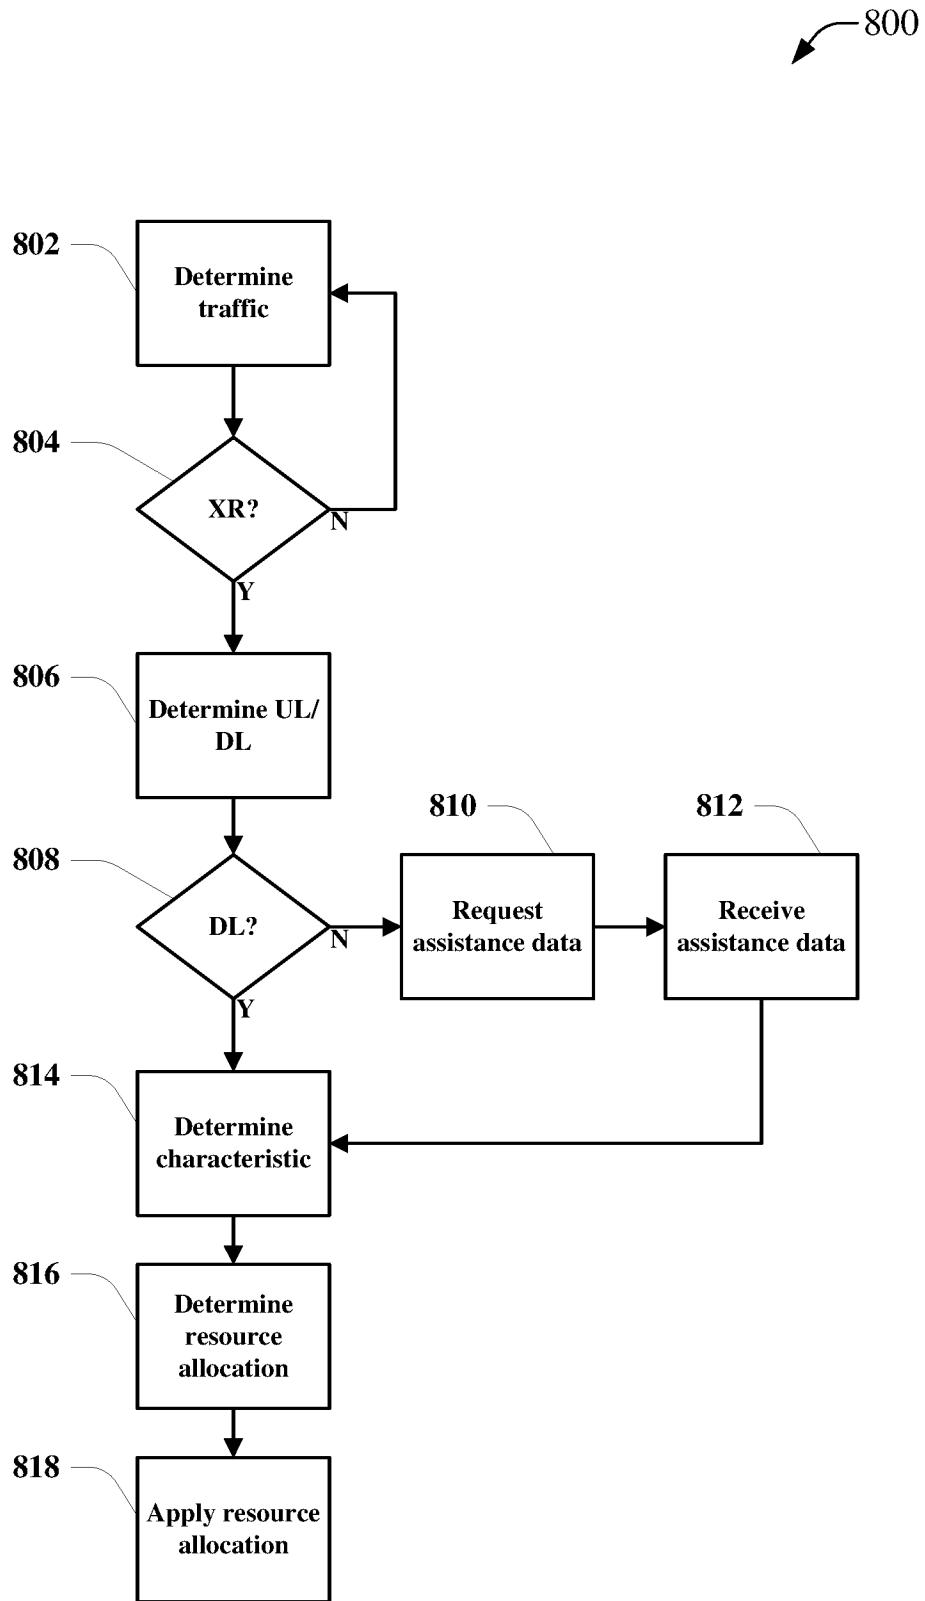 800
802
Determine
traffic
804
XR?
N
Y
806
Determine UL/
DL
808
DL?
N
Y
810
Request
assistance data
812
Receive
assistance data
814
Determine
characteristic
816
Determine
resource
allocation
818
Apply resource
allocation